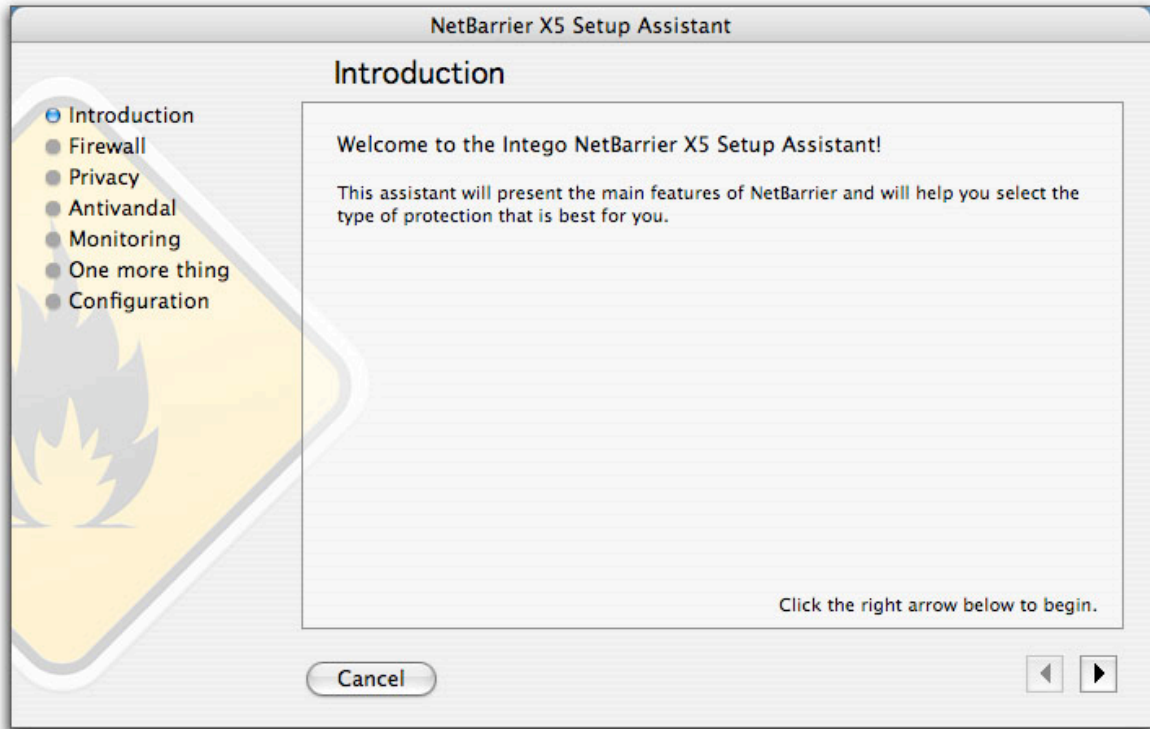 NetBarrier X5 Setup Assistant
Introduction
Introduction
Firewall
Privacy
Antivandal
Monitoring
One more thing
Configuration
Welcome to the Intego NetBarrier X5 Setup Assistant!
This assistant will present the main features of NetBarrier and will help you select the
type of protection that is best for you.
Click the right arrow below to begin.
Cancel